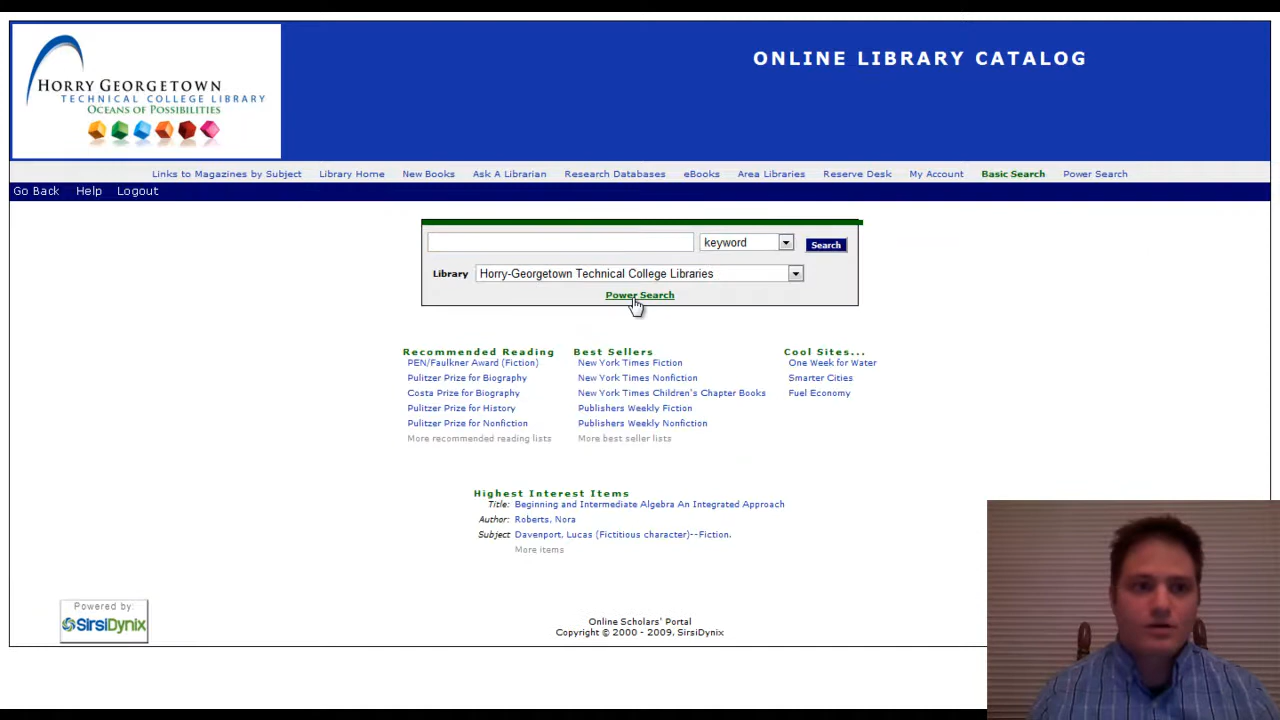 ONLINE LIBRARY CATALOG
HORRY GEORGETOWN
TECHNICAL COLLEGE LIBRARY
OCEANS OF POSSIBILITIES
Links to Magazines by Subject Library Home New Books Ask A Librarian Research Databases eBooks Area Libraries Reserve Desk My Account Basic Search Power Search
Go Back Help Logout
keyword Search
Library Horry-Georgetown Technical College Libraries
Power Search
Recommended Reading
PEN/Faulkner Award (Fiction)
Pulitzer Prize for Biography
Costa Prize for Biography
Pulitzer Prize for History
Pulitzer Prize for Nonfiction
More recommended reading lists
Best Sellers
New York Times Fiction
New York Times Nonfiction
New York Times Children's Chapter Books
Publishers Weekly Fiction
Publishers Weekly Nonfiction
More best seller lists
Cool Sites...
One Week for Water
Smarter Cities
Fuel Economy
Highest Interest Items
Title: Beginning and Intermediate Algebra An Integrated Approach
Author: Roberts, Nora
Subject Davenport, Lucas (Fictitious character)--Fiction.
More items
Powered by:
SirsiDynix
Online Scholars' Portal
Copyright © 2000 - 2009, SirsiDynix